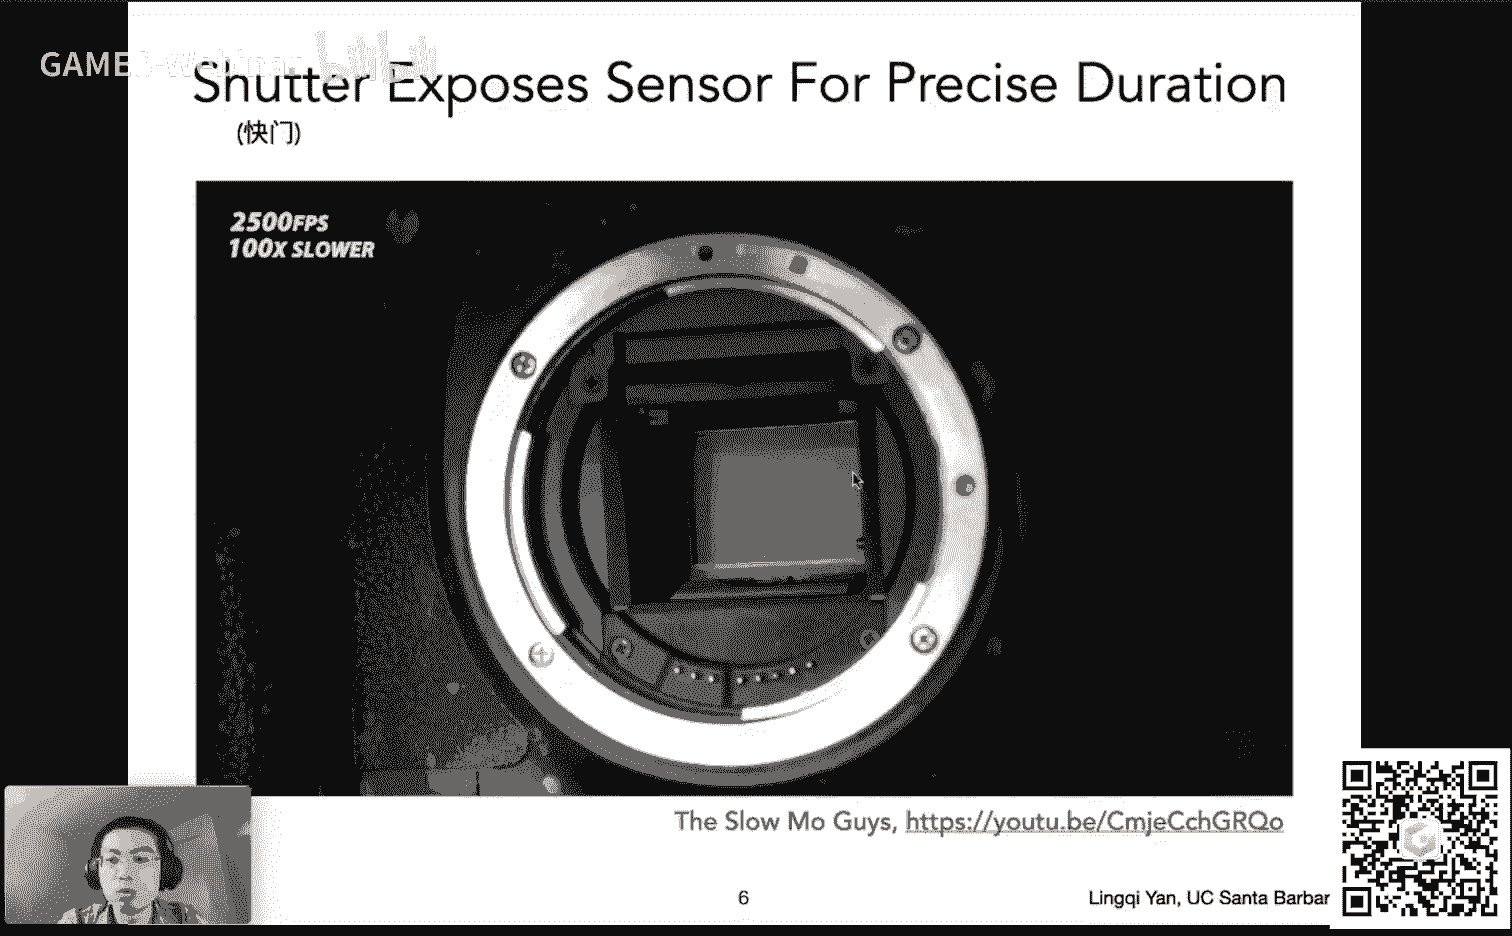 GAMES-Webinar
Shutter Exposes Sensor For Precise Duration
(快门)
2500FPS
100X SLOWER
The Slow Mo Guys, https://youtu.be/CmjeCchGRQo
6
Lingqi Yan, UC Santa Barbar